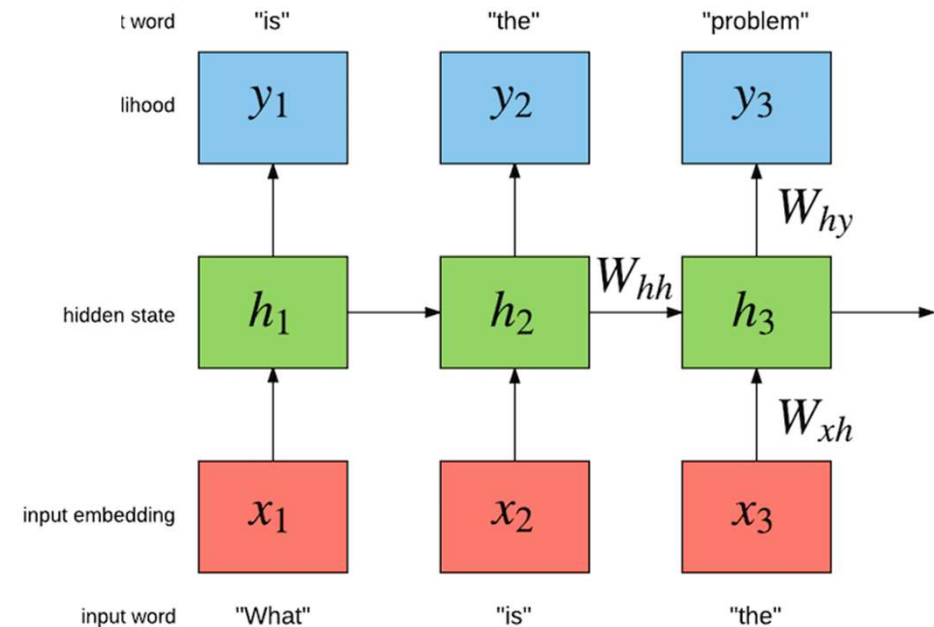 t word "is" "the" "problem"
lihood y₁ y₂ y₃
W_hy
hidden state h₁ h₂ W_hh h₃
W_xh
input embedding x₁ x₂ x₃
input word "What" "is" "the"